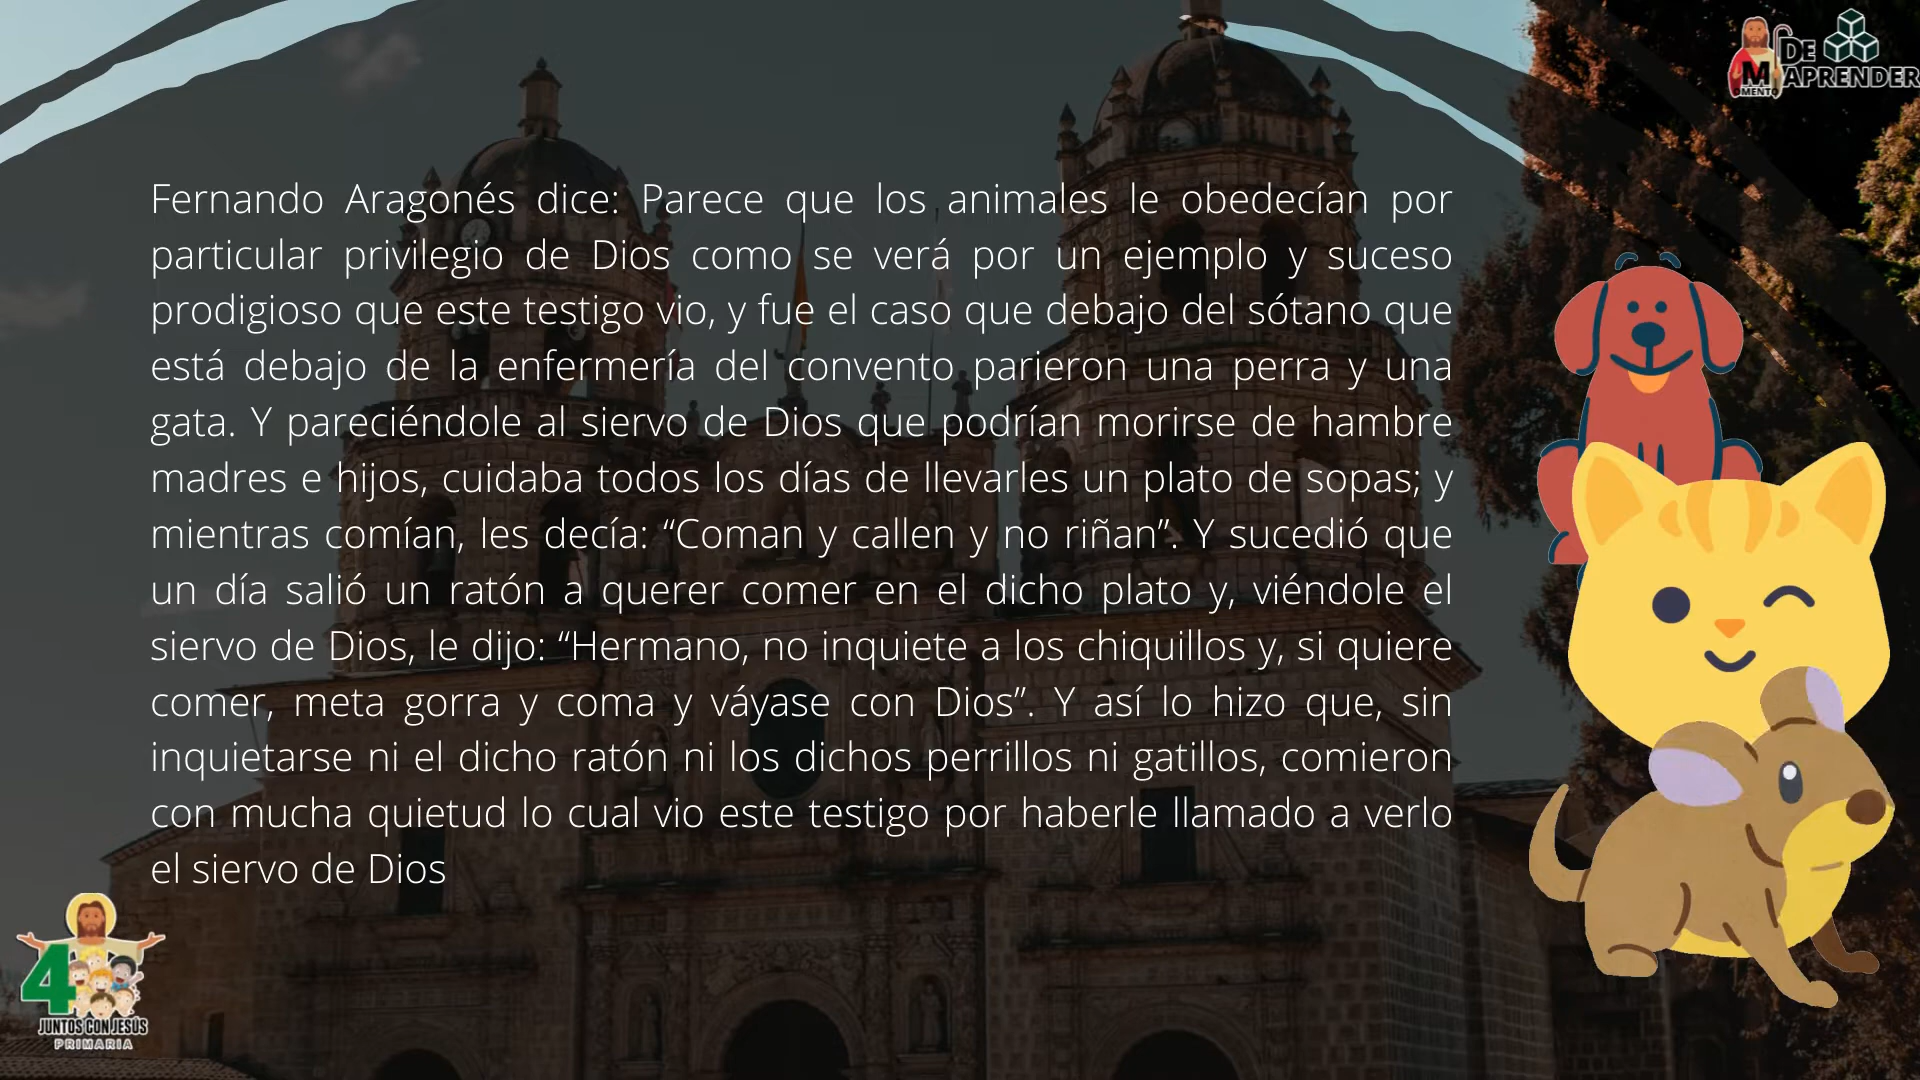 DE
MOMENTO
APRENDER
Fernando Aragonés dice: Parece que los animales le obedecían por
particular privilegio de Dios como se verá por un ejemplo y suceso
prodigioso que este testigo vio, y fue el caso que debajo del sótano que
está debajo de la enfermería del convento parieron una perra y una
gata. Y pareciéndole al siervo de Dios que podrían morirse de hambre
madres e hijos, cuidaba todos los días de llevarles un plato de sopas; y
mientras comían, les decía: “Coman y callen y no riñan”. Y sucedió que
un día salió un ratón a querer comer en el dicho plato y, viéndole el
siervo de Dios, le dijo: “Hermano, no inquiete a los chiquillos y, si quiere
comer, meta gorra y coma y váyase con Dios”. Y así lo hizo que, sin
inquietarse ni el dicho ratón ni los dichos perrillos ni gatillos, comieron
con mucha quietud lo cual vio este testigo por haberle llamado a verlo
el siervo de Dios
4
JUNTOS CON JESÚS
PRIMARIA